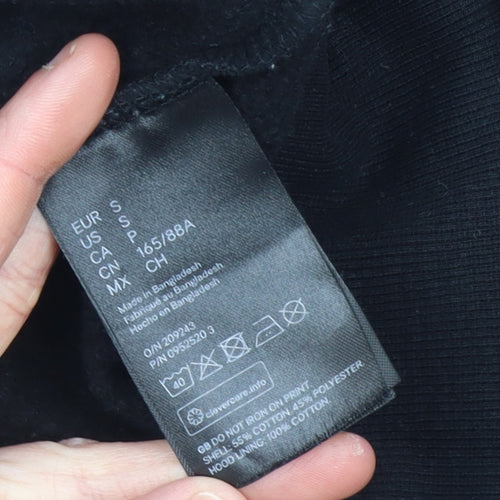 EUR S
US S
CA P
CN 165/88A
MX CH
Made in Bangladesh
Fabriqué au Bangladesh
Hecho en Bangladesh
O/N 209243
P/N 0952520 3
40
clevercare.info
GB DO NOT IRON ON PRINT
SHELL: 55% COTTON 45% POLYESTER
HOOD LINING: 100% COTTON